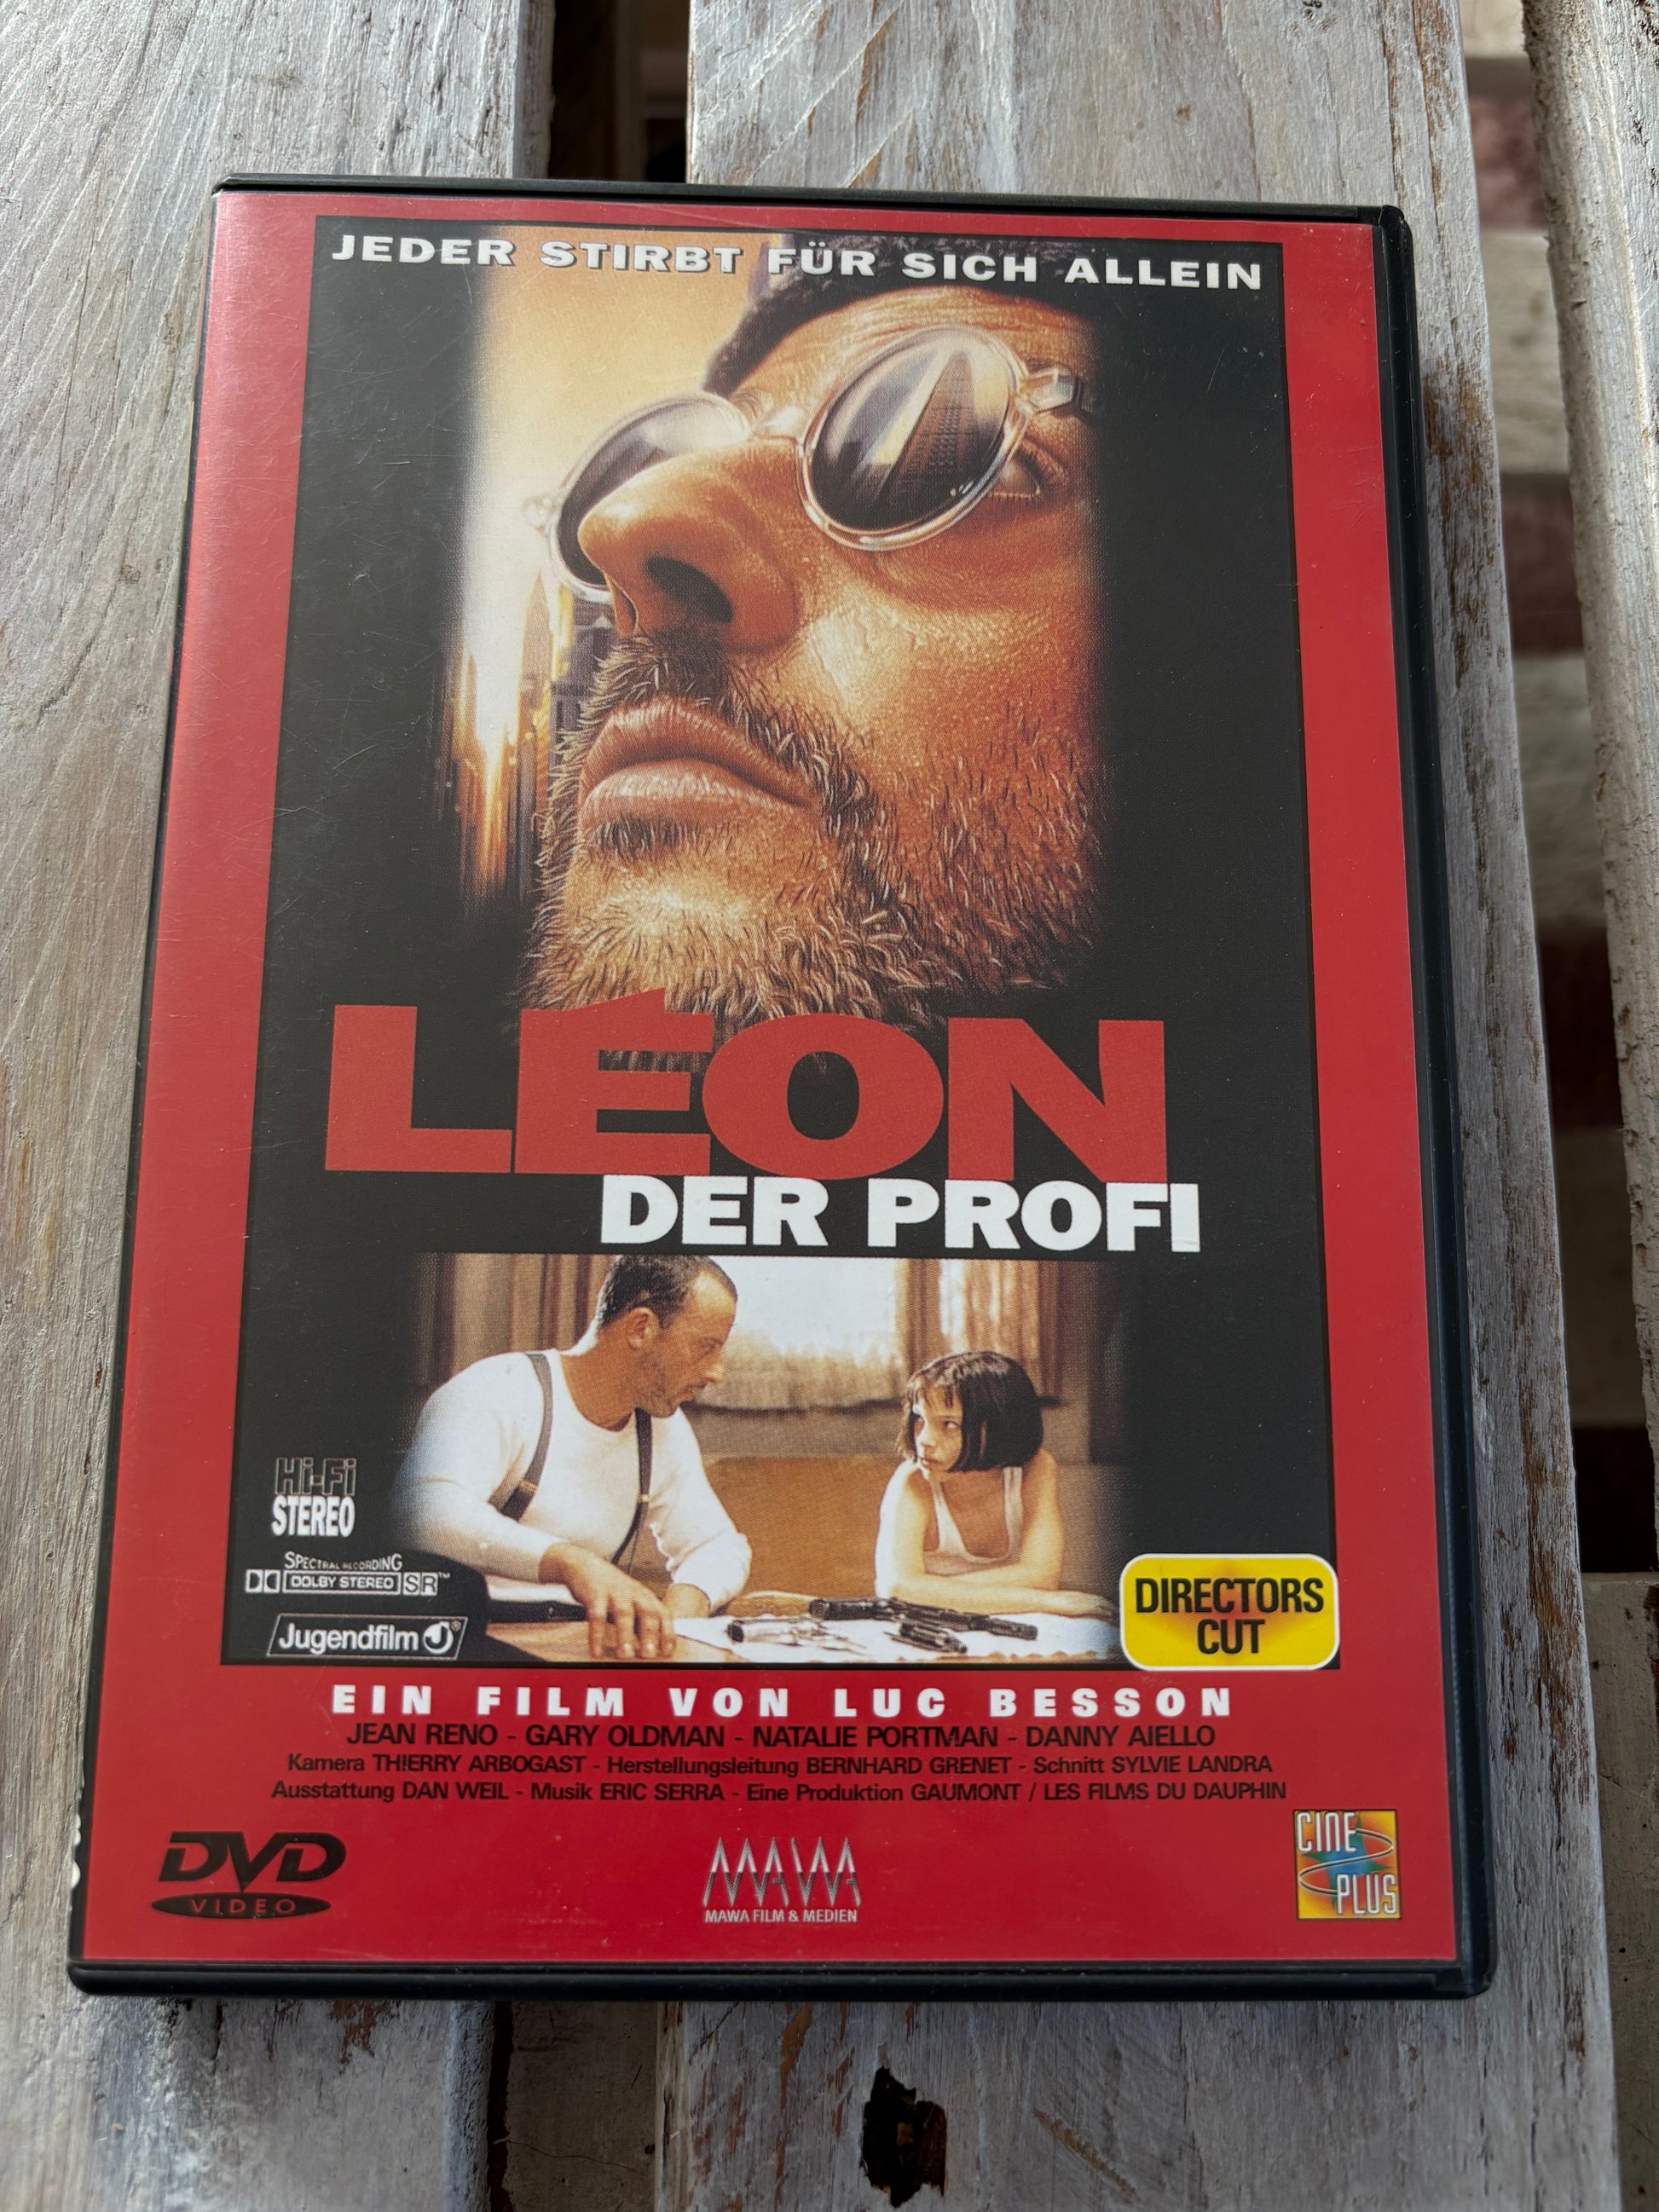 JEDER STIRBT FÜR SICH ALLEIN
LÉON
DER PROFI
Hi-Fi
STEREO
SPECTRAL RECORDING
DOLBY STEREO SR™
Jugendfilm J®
DIRECTORS
CUT
EIN FILM VON LUC BESSON
JEAN RENO - GARY OLDMAN - NATALIE PORTMAN - DANNY AIELLO
Kamera THIERRY ARBOGAST - Herstellungsleitung BERNHARD GRENET - Schnitt SYLVIE LANDRA
Ausstattung DAN WEIL - Musik ERIC SERRA - Eine Produktion GAUMONT / LES FILMS DU DAUPHIN
DVD
VIDEO
MAWA
MAWA FILM & MEDIEN
CINE
PLUS